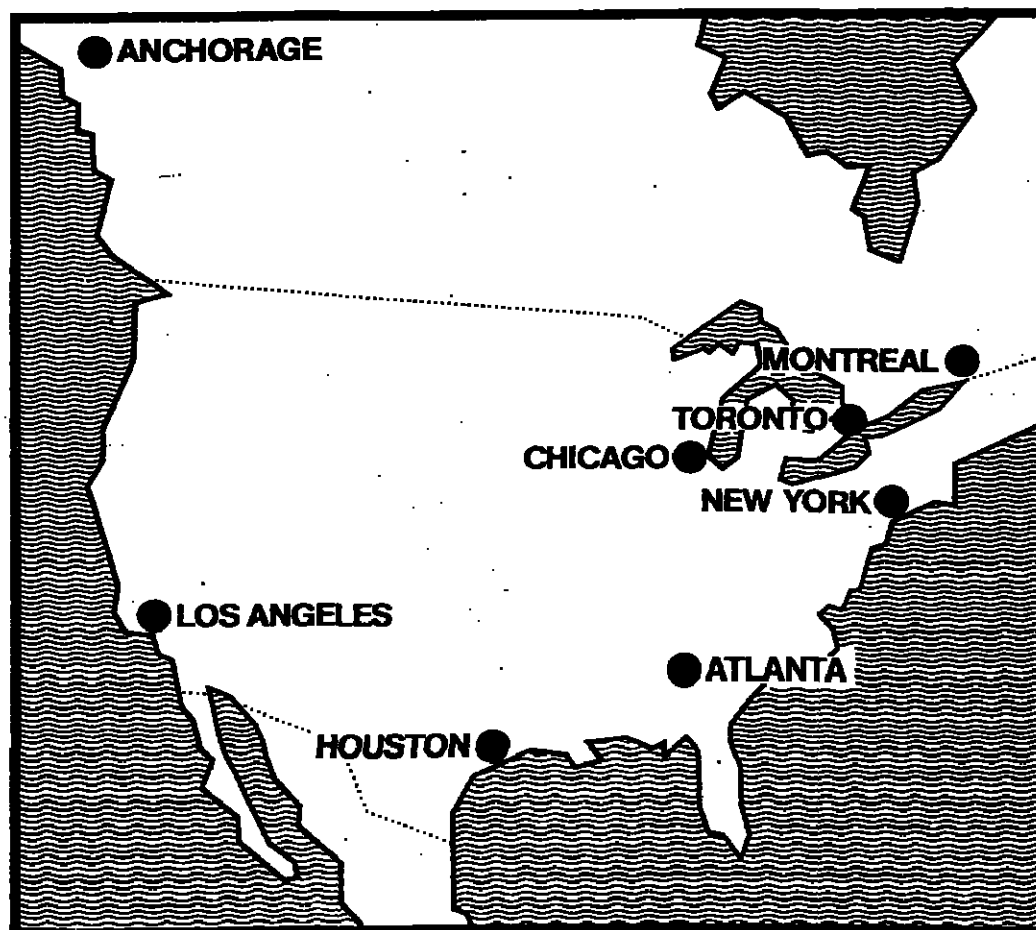 ANCHORAGE
MONTREAL
TORONTO
CHICAGO
NEW YORK
LOS ANGELES
ATLANTA
HOUSTON